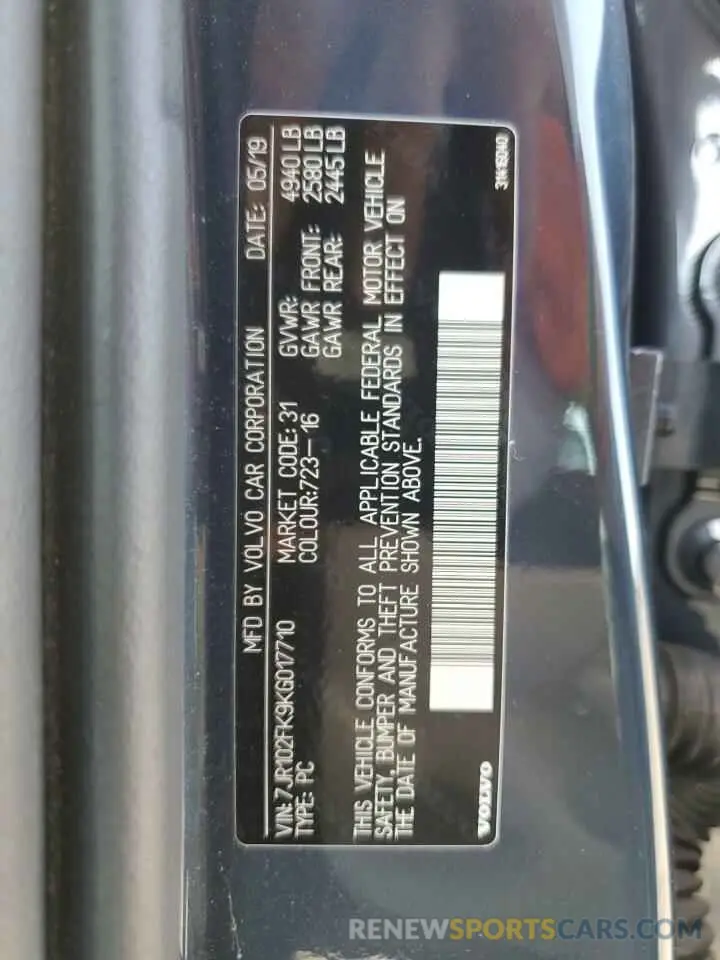 MFD BY VOLVO CAR CORPORATION DATE: 05/19
VIN: 7JR102FK9KG017710 MARKET CODE: 31 GVWR: 4940 LB
TYPE: PC COLOUR:723-16 GAWR FRONT: 2580 LB
GAWR REAR: 2445 LB
THIS VEHICLE CONFORMS TO ALL APPLICABLE FEDERAL MOTOR VEHICLE
SAFETY, BUMPER AND THEFT PREVENTION STANDARDS IN EFFECT ON
THE DATE OF MANUFACTURE SHOWN ABOVE.
VOLVO
RENEWSPORTSCARS.COM